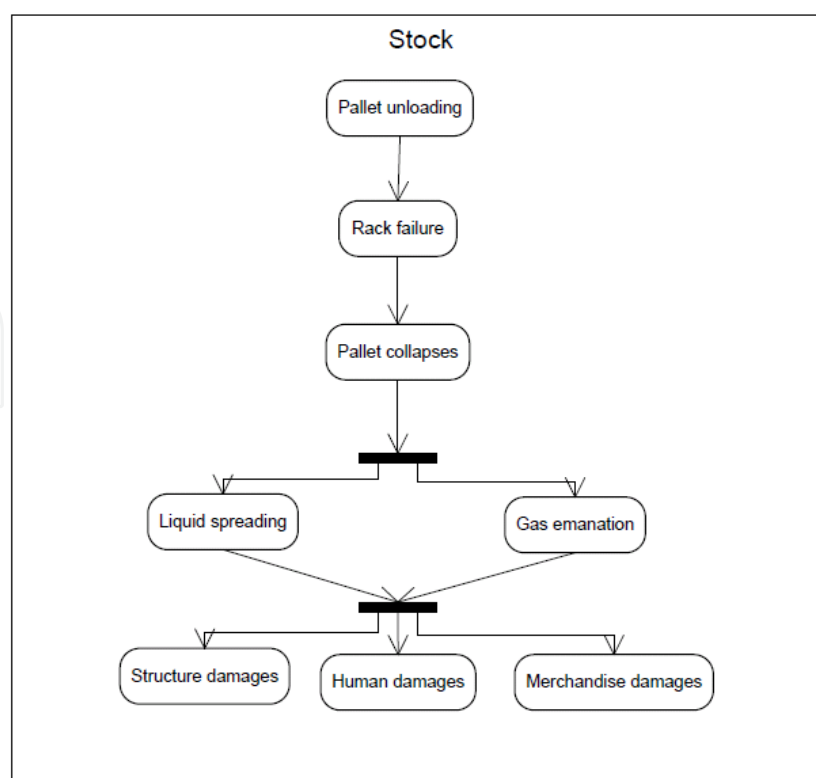 Stock
Pallet unloading
Rack failure
Pallet collapses
Liquid spreading
Gas emanation
Structure damages
Human damages
Merchandise damages